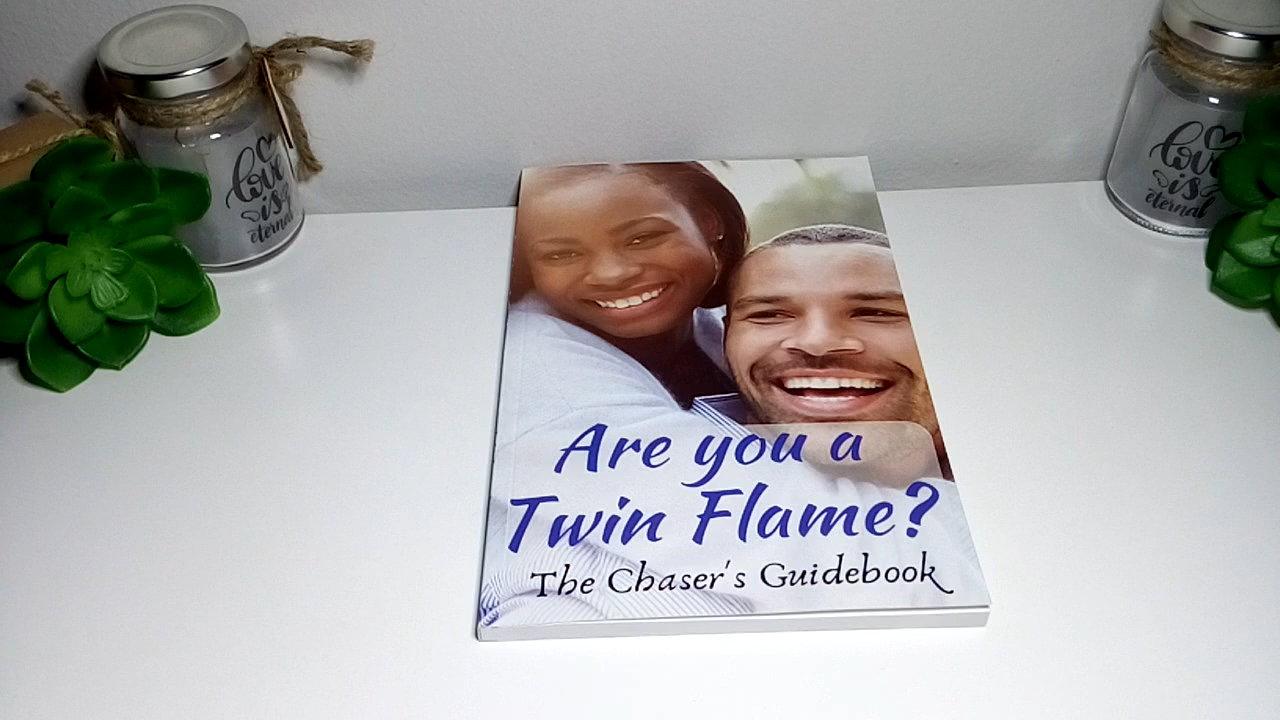 love
is
eternal
love
is
eternal
Are you a
Twin Flame?
The Chaser's Guidebook